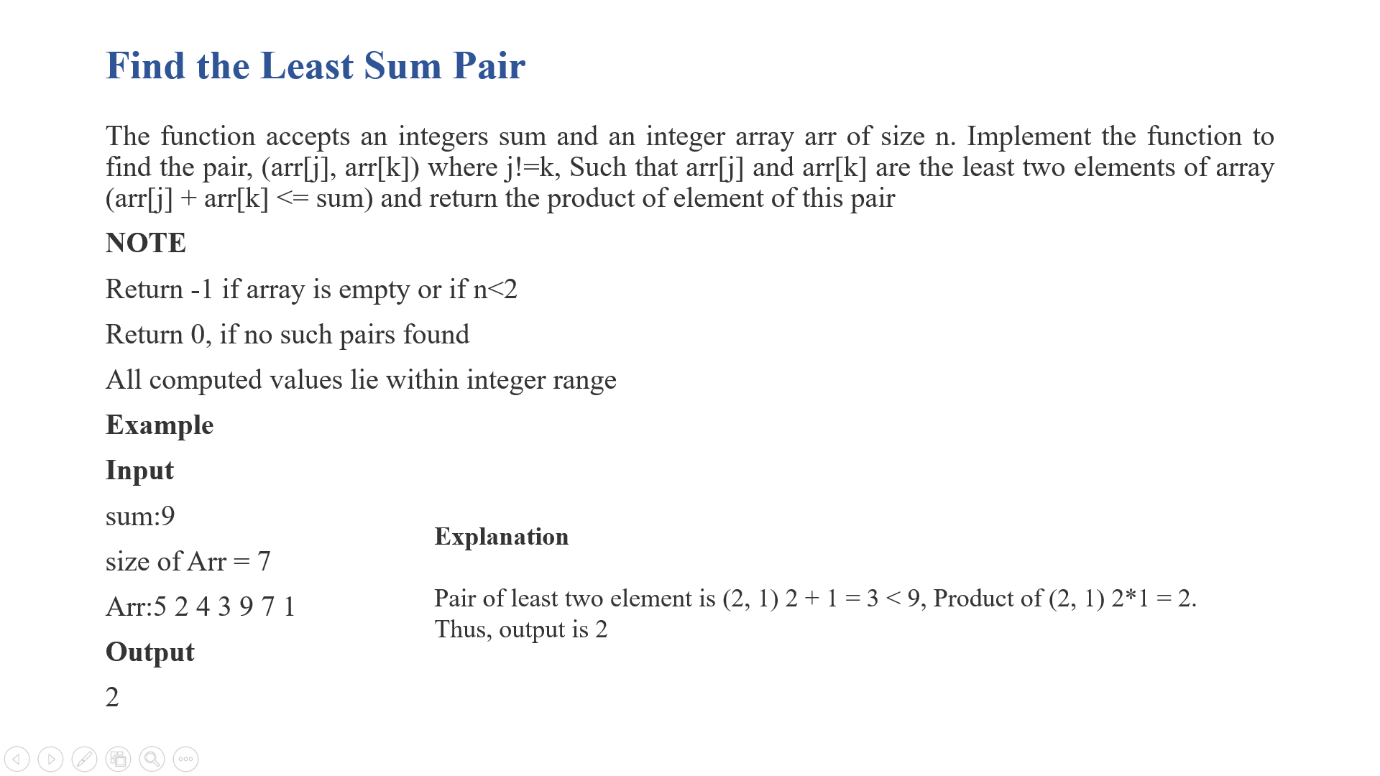 Find the Least Sum Pair
The function accepts an integers sum and an integer array arr of size n. Implement the function to
find the pair, (arr[j], arr[k]) where j!=k, Such that arr[j] and arr[k] are the least two elements of array
(arr[j] + arr[k] <= sum) and return the product of element of this pair
NOTE
Return -1 if array is empty or if n<2
Return 0, if no such pairs found
All computed values lie within integer range
Example
Input
sum:9
size of Arr = 7
Arr:5 2 4 3 9 7 1
Output
2
Explanation
Pair of least two element is (2, 1) 2 + 1 = 3 < 9, Product of (2, 1) 2*1 = 2.
Thus, output is 2